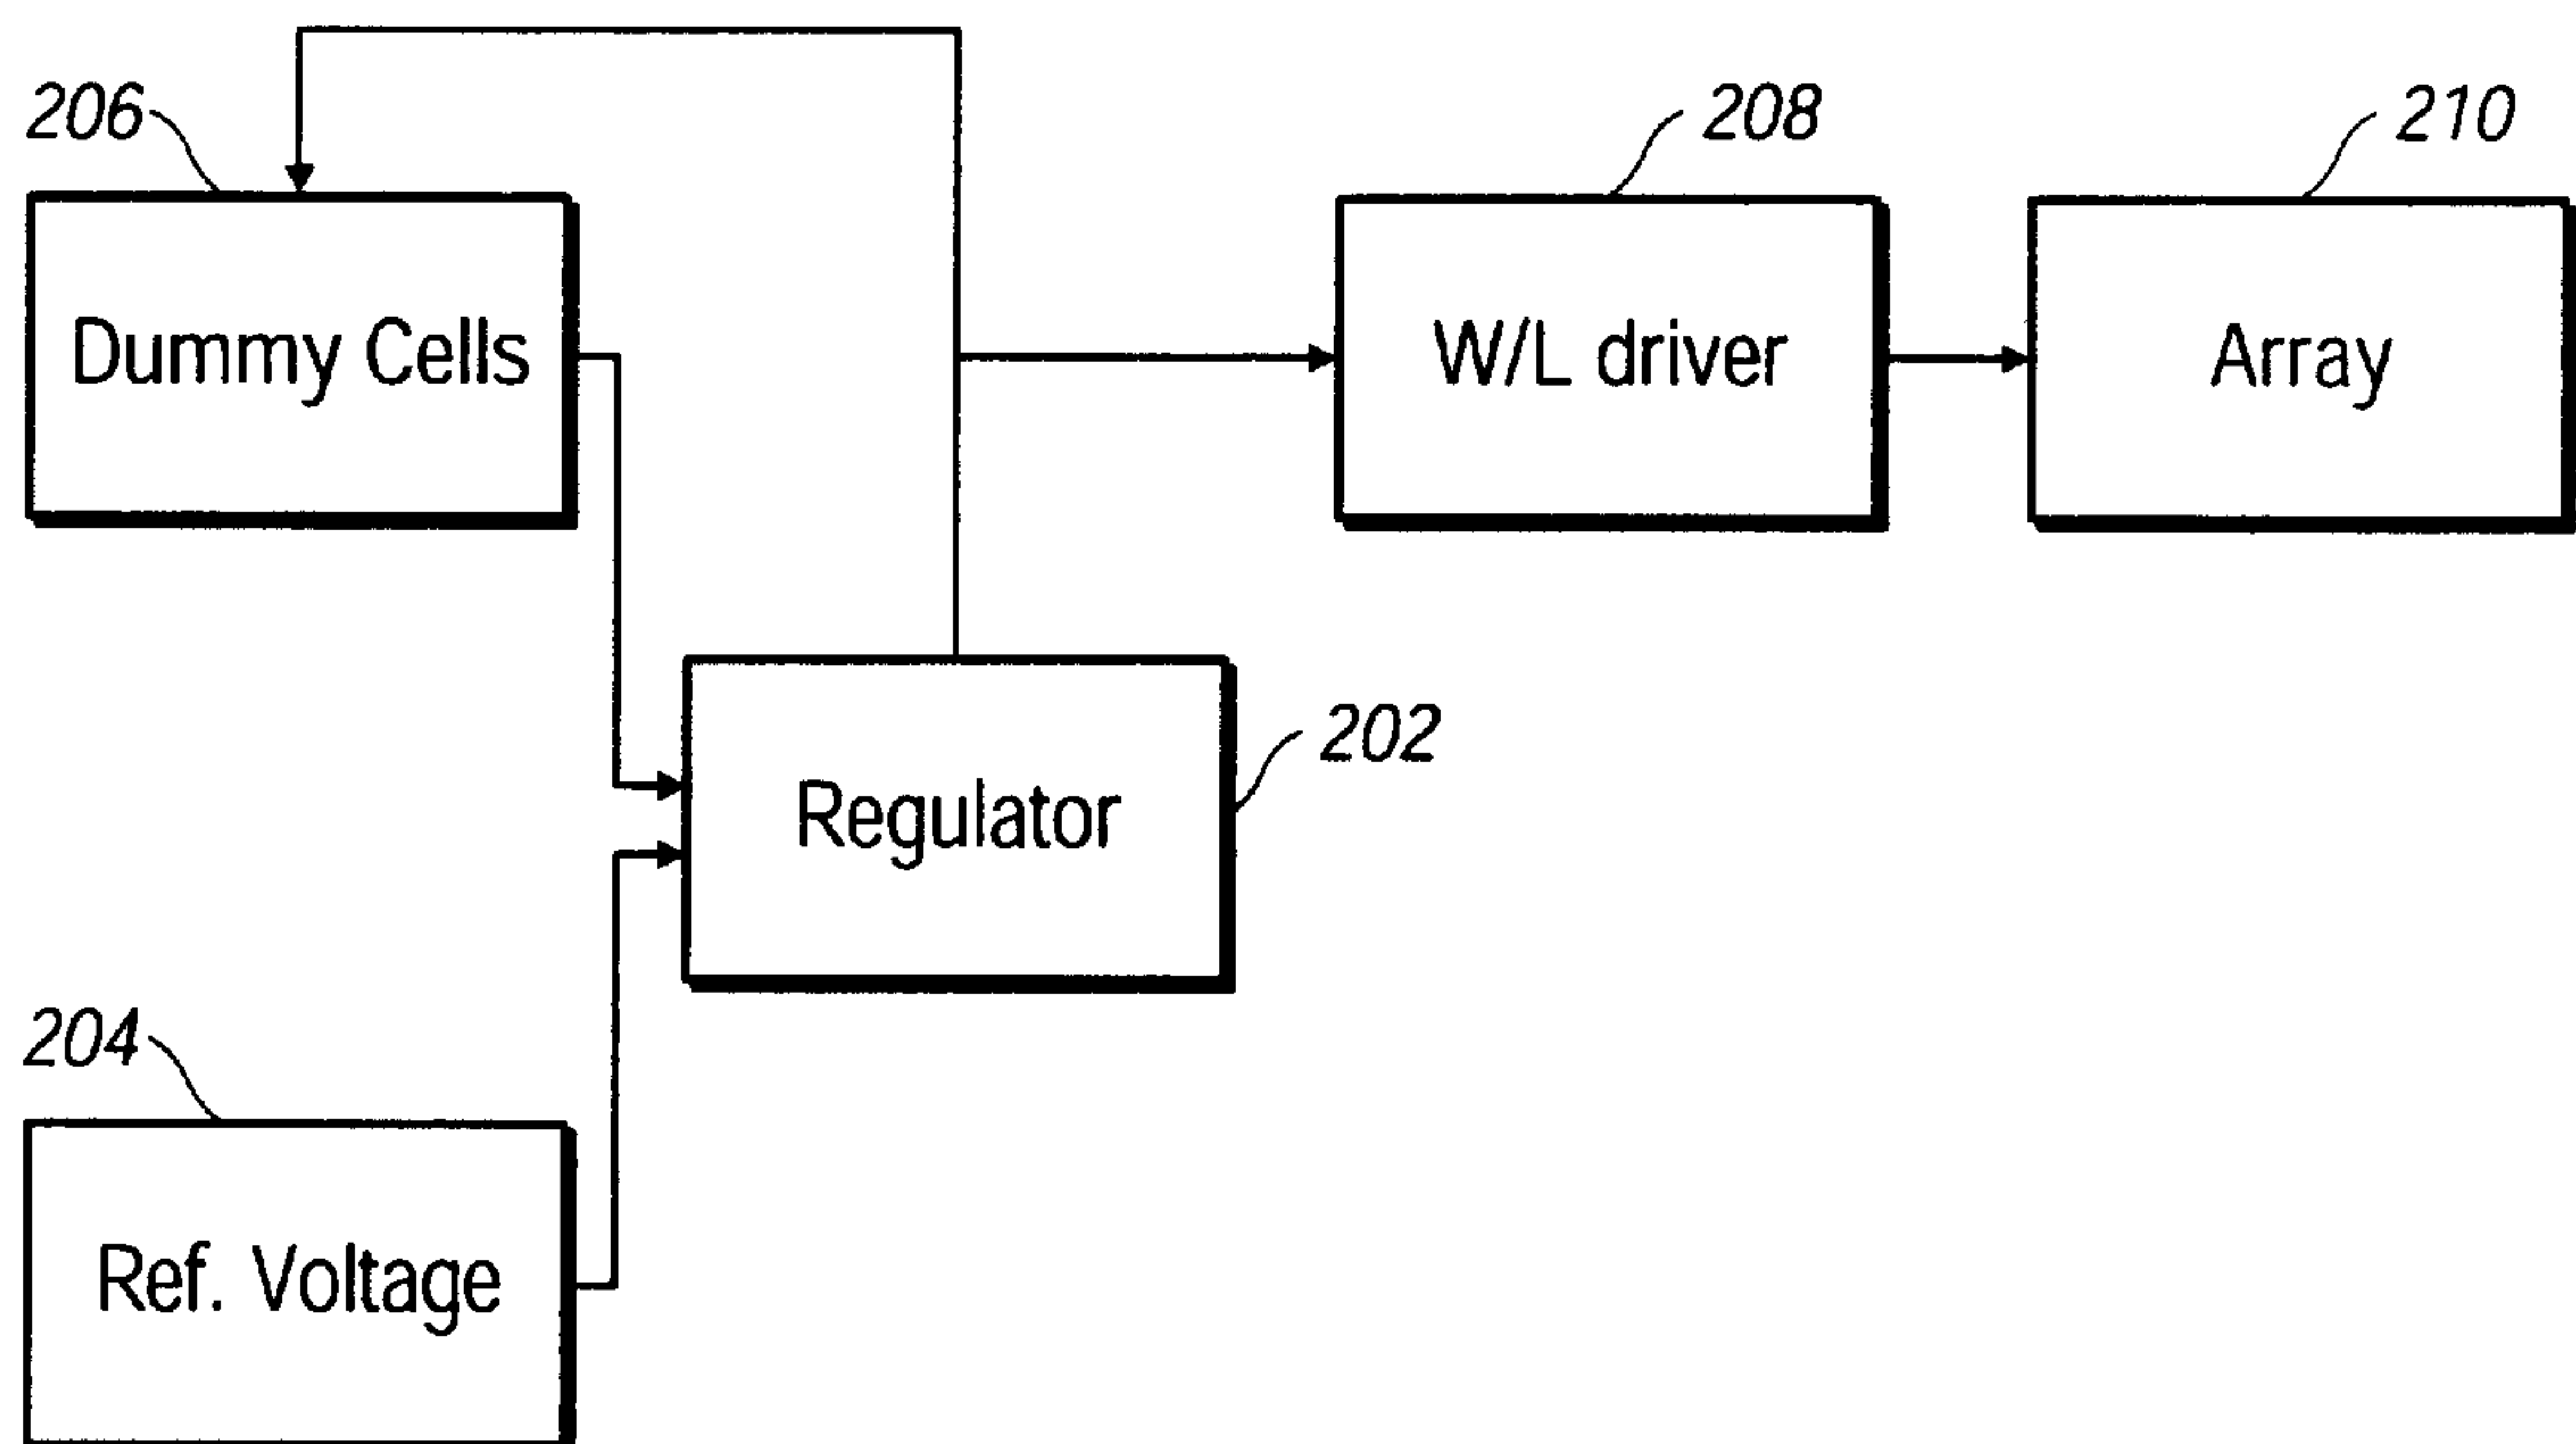 206
208
210
Dummy Cells
W/L driver
Array
202
Regulator
204
Ref. Voltage